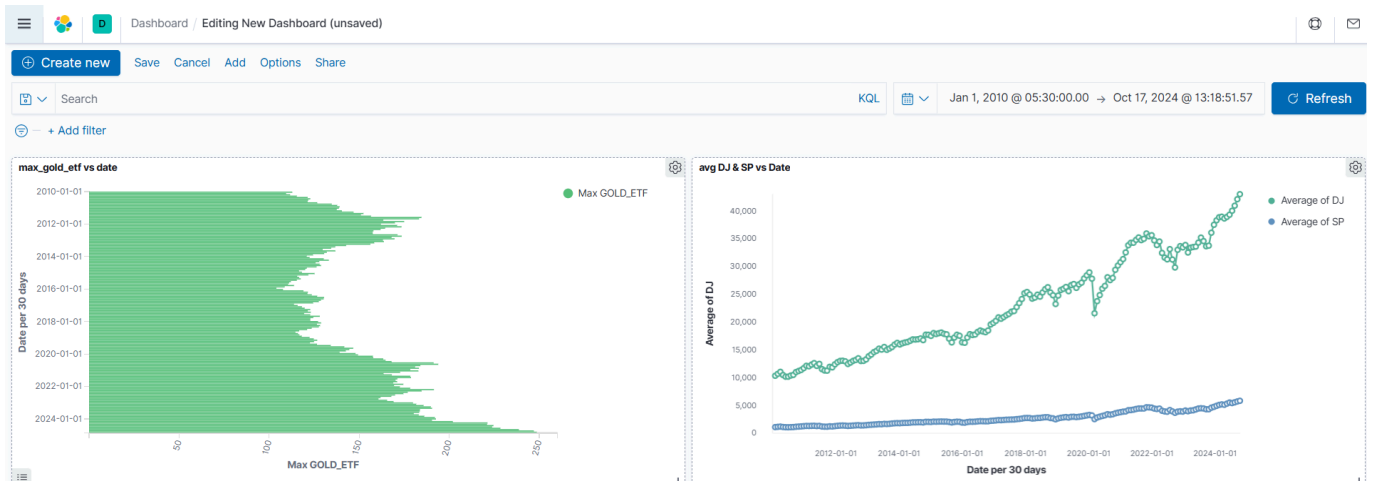 D Dashboard / Editing New Dashboard (unsaved)
Create new Save Cancel Add Options Share
Search KQL Jan 1, 2010 @ 05:30:00.00 → Oct 17, 2024 @ 13:18:51.57 Refresh
+ Add filter
max_gold_etf vs date
2010-01-01
2012-01-01
2014-01-01
2016-01-01
2018-01-01
2020-01-01
2022-01-01
2024-01-01
Date per 30 days
50 100 150 200 250
Max GOLD_ETF
Max GOLD_ETF
avg DJ & SP vs Date
40,000
35,000
30,000
25,000
20,000
15,000
10,000
5,000
0
Average of DJ
2012-01-01 2014-01-01 2016-01-01 2018-01-01 2020-01-01 2022-01-01 2024-01-01
Date per 30 days
Average of DJ
Average of SP